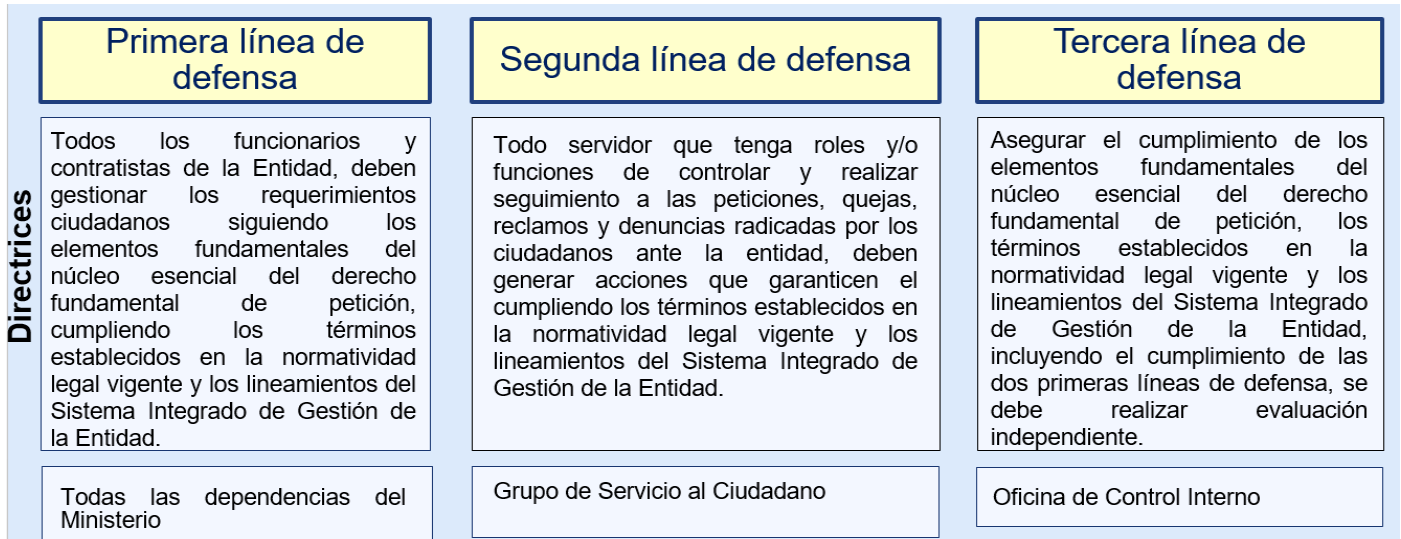 Primera línea de
defensa
Segunda línea de defensa
Tercera línea de
defensa
Directrices
Todos los funcionarios y
contratistas de la Entidad, deben
gestionar los requerimientos
ciudadanos siguiendo los
elementos fundamentales del
núcleo esencial del derecho
fundamental de petición,
cumpliendo los términos
establecidos en la normatividad
legal vigente y los lineamientos del
Sistema Integrado de Gestión de
la Entidad.
Todo servidor que tenga roles y/o
funciones de controlar y realizar
seguimiento a las peticiones, quejas,
reclamos y denuncias radicadas por los
ciudadanos ante la entidad, deben
generar acciones que garanticen el
cumpliendo los términos establecidos en
la normatividad legal vigente y los
lineamientos del Sistema Integrado de
Gestión de la Entidad.
Asegurar el cumplimiento de los
elementos fundamentales del
núcleo esencial del derecho
fundamental de petición, los
términos establecidos en la
normatividad legal vigente y los
lineamientos del Sistema Integrado
de Gestión de la Entidad,
incluyendo el cumplimiento de las
dos primeras líneas de defensa, se
debe realizar evaluación
independiente.
Todas las dependencias del
Ministerio
Grupo de Servicio al Ciudadano
Oficina de Control Interno